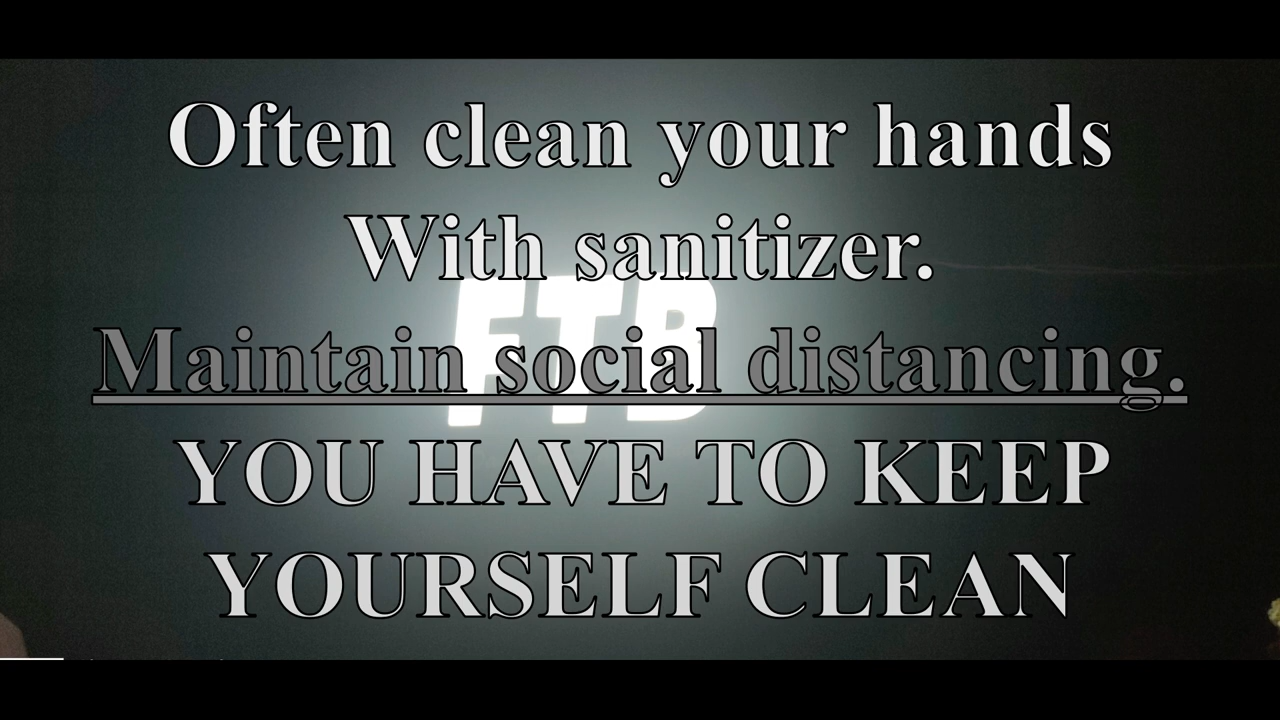 Often clean your hands
With sanitizer.
FTB
Maintain social distancing.
YOU HAVE TO KEEP
YOURSELF CLEAN